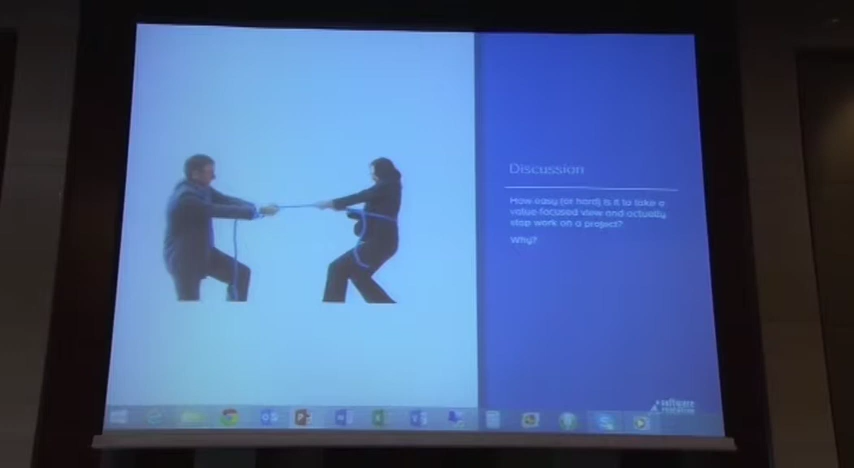 Discussion
How easy (or hard) is it to take a
value-focused view and actually
stop work on a project?
Why?
software